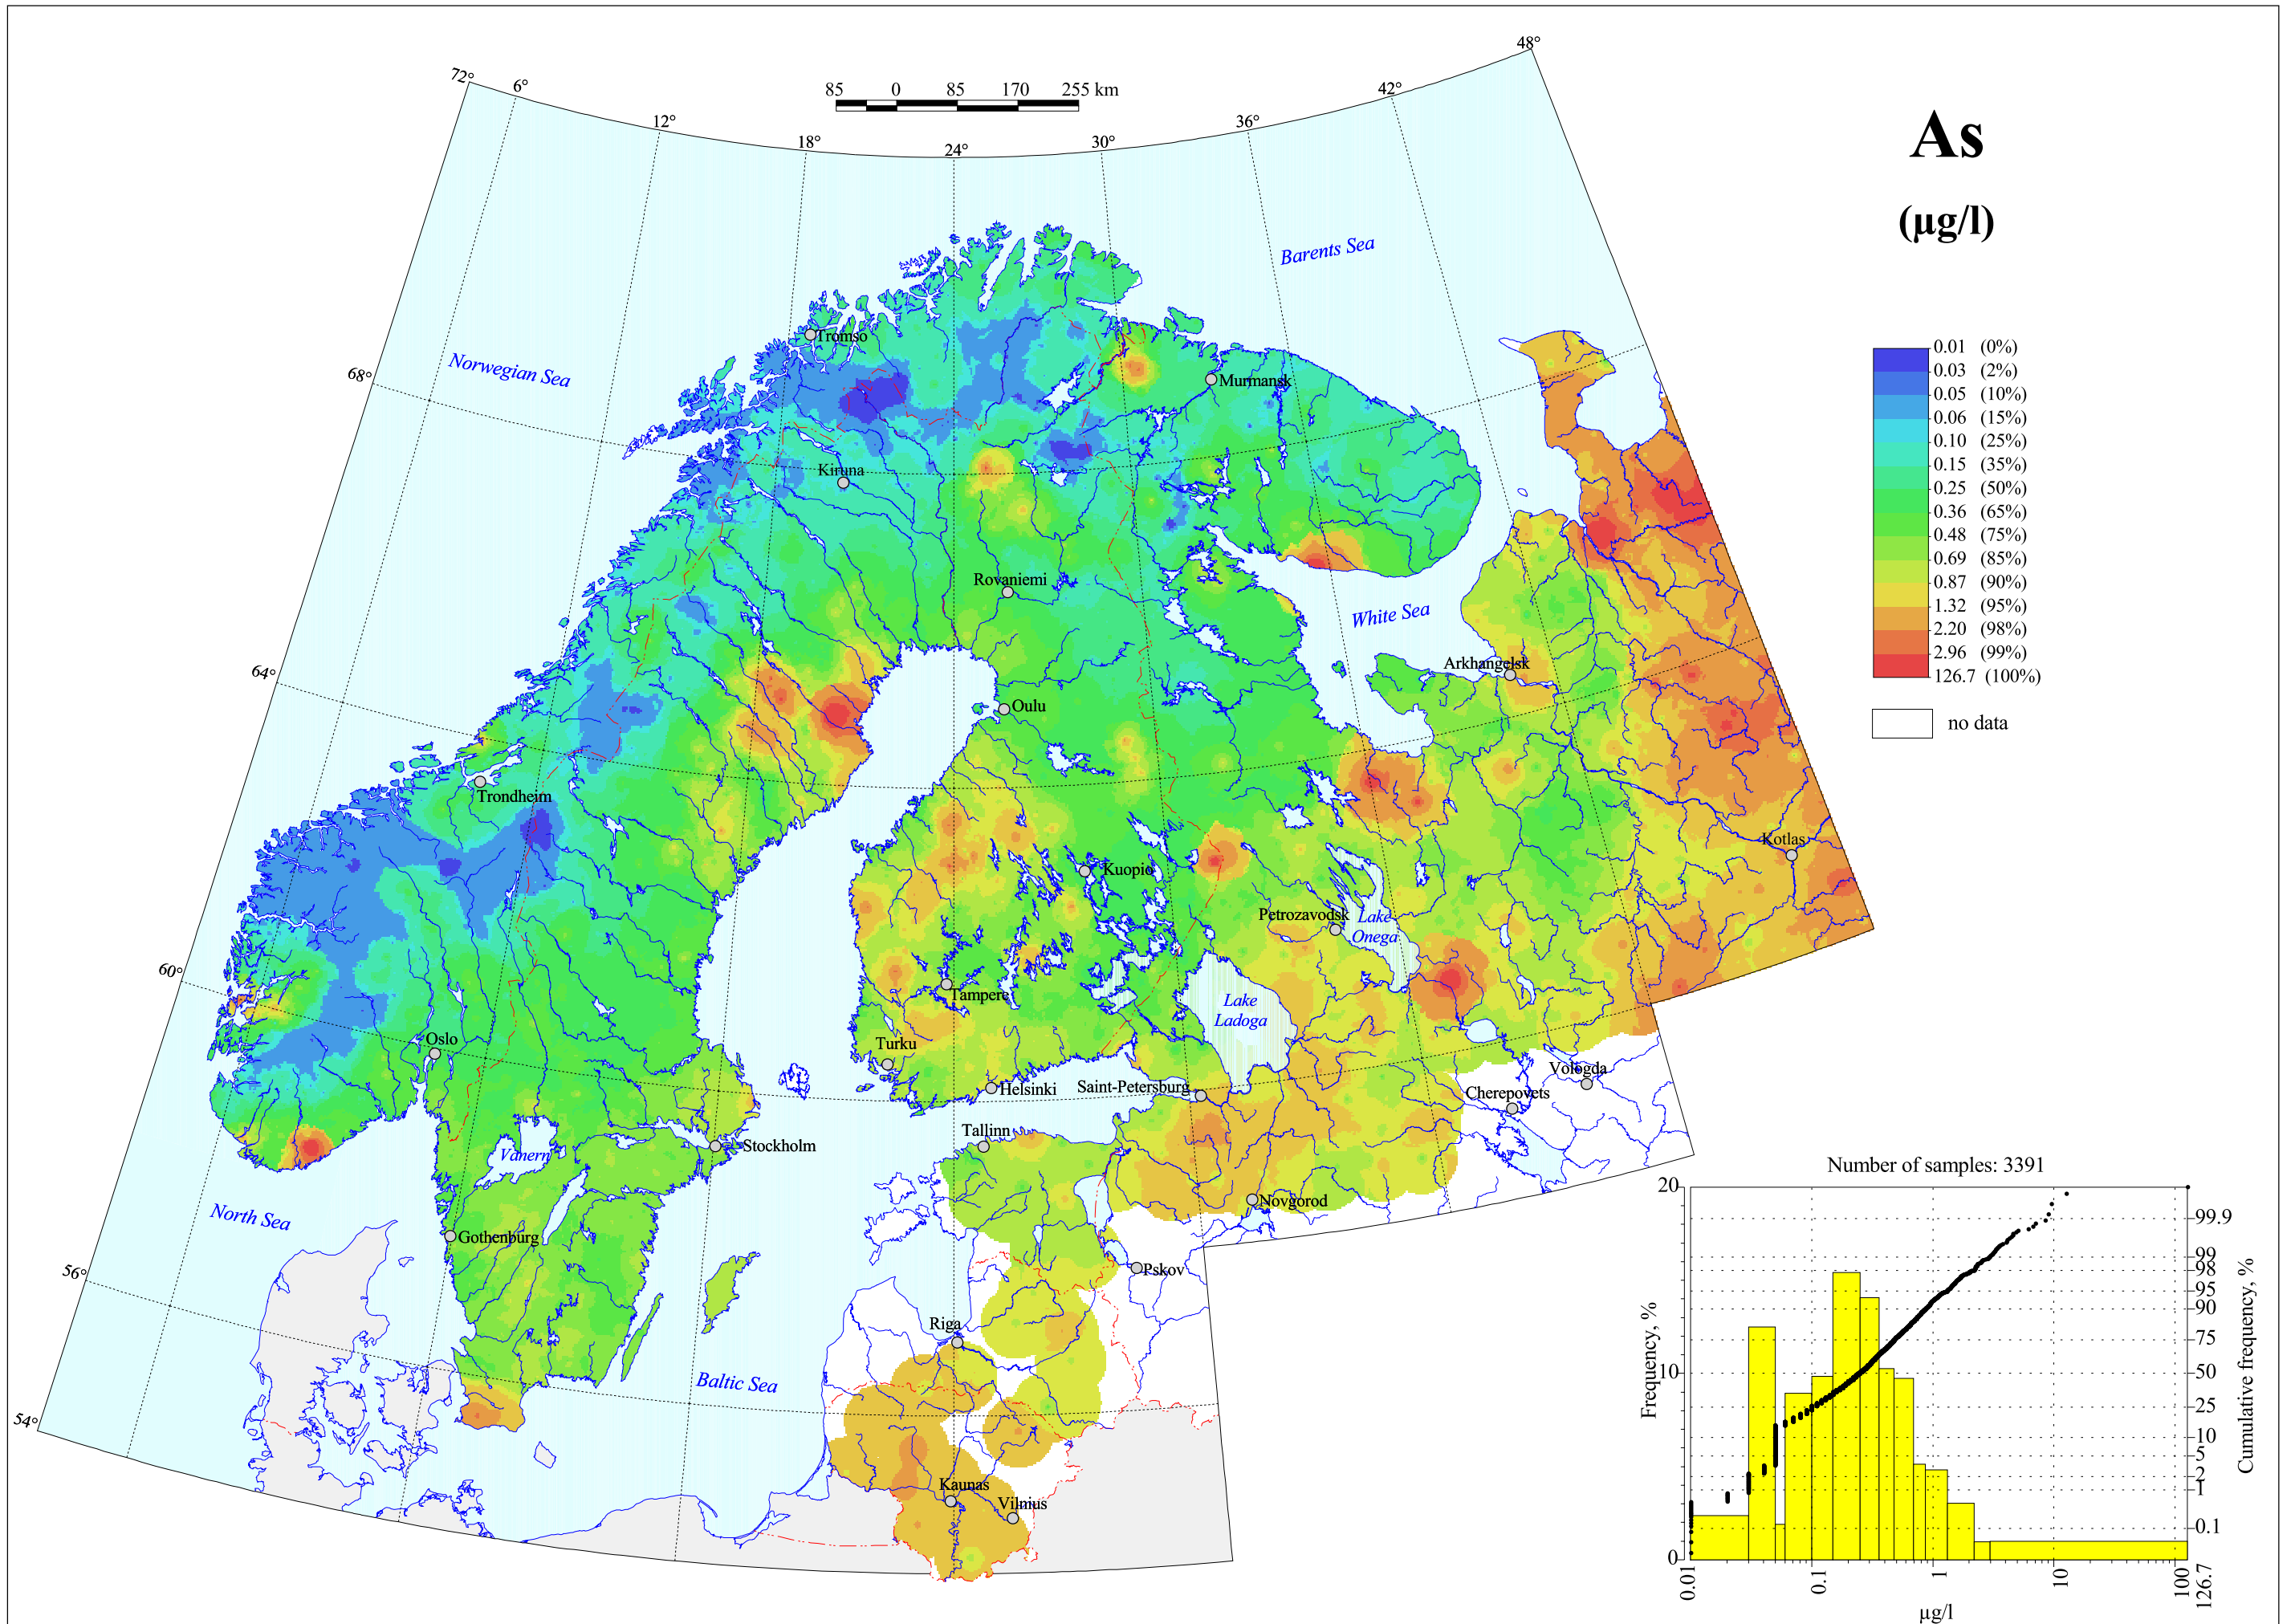 48°
72°
6°
42°
85 0 85 170 255 km
12°
36°
18°
30°
24°
As
(µg/l)
Barents Sea
Tromso
Norwegian Sea
68°
Murmansk
0.01 (0%)
0.03 (2%)
0.05 (10%)
0.06 (15%)
0.10 (25%)
0.15 (35%)
0.25 (50%)
0.36 (65%)
0.48 (75%)
0.69 (85%)
0.87 (90%)
1.32 (95%)
2.20 (98%)
2.96 (99%)
126.7 (100%)
no data
Kiruna
Rovaniemi
White Sea
64°
Arkhangelsk
Oulu
Trondheim
Kotlas
Kuopio
Petrozavodsk
Lake
Onega
60°
Tampere
Lake
Ladoga
Oslo
Turku
Helsinki
Saint-Petersburg
Vologda
Cherepovets
Tallinn
Stockholm
Vanern
Novgorod
North Sea
Gothenburg
56°
Pskov
Riga
Baltic Sea
54°
Kaunas
Vilnius
Number of samples: 3391
20
10
0
Frequency, %
99.9
99
98
95
90
75
50
25
10
5
2
1
0.1
Cumulative frequency, %
0.01
0.1
1
10
100
126.7
µg/l